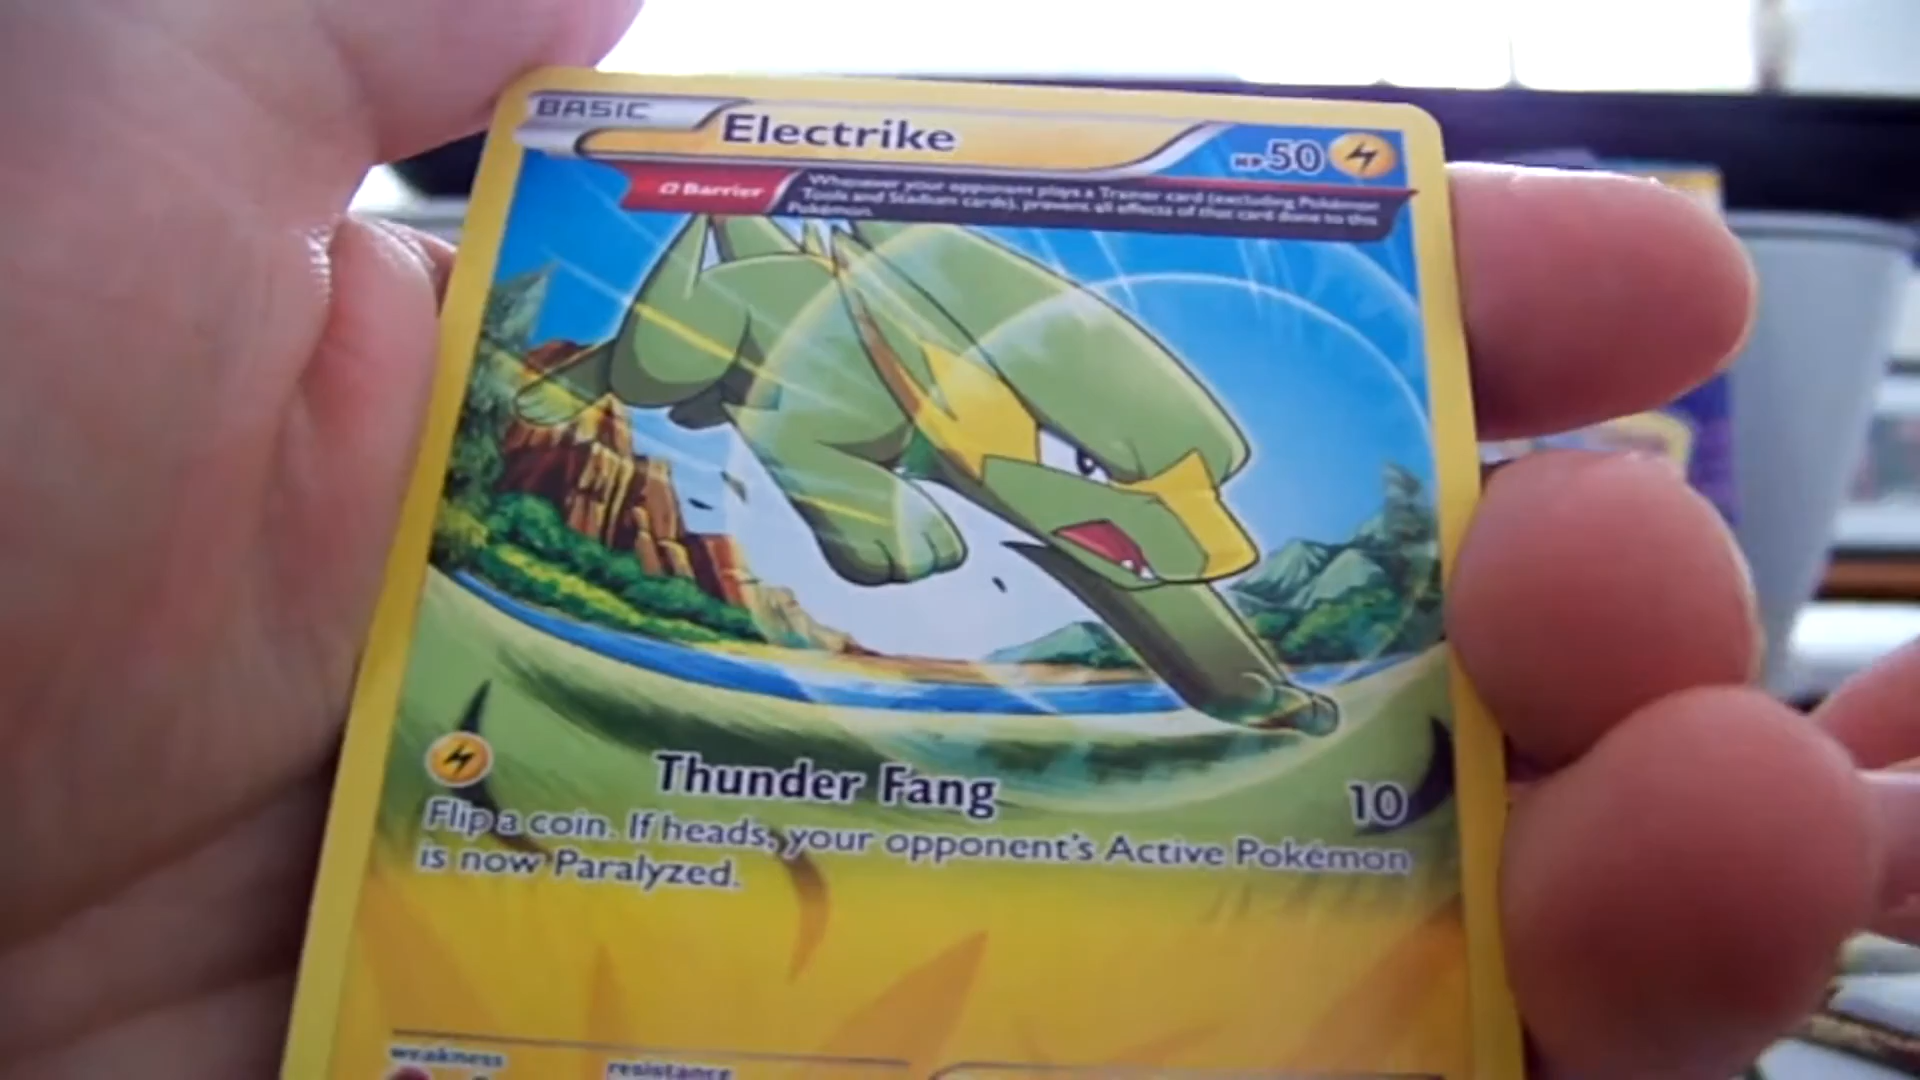 BASIC
Electrike
HP 50
Ω Barrier
Whenever your opponent plays a Trainer card (excluding Pokémon
Tools and Stadium cards), prevent all effects of that card done to this
Pokémon.
Thunder Fang
10
Flip a coin. If heads, your opponent's Active Pokémon
is now Paralyzed.
weakness
resistance